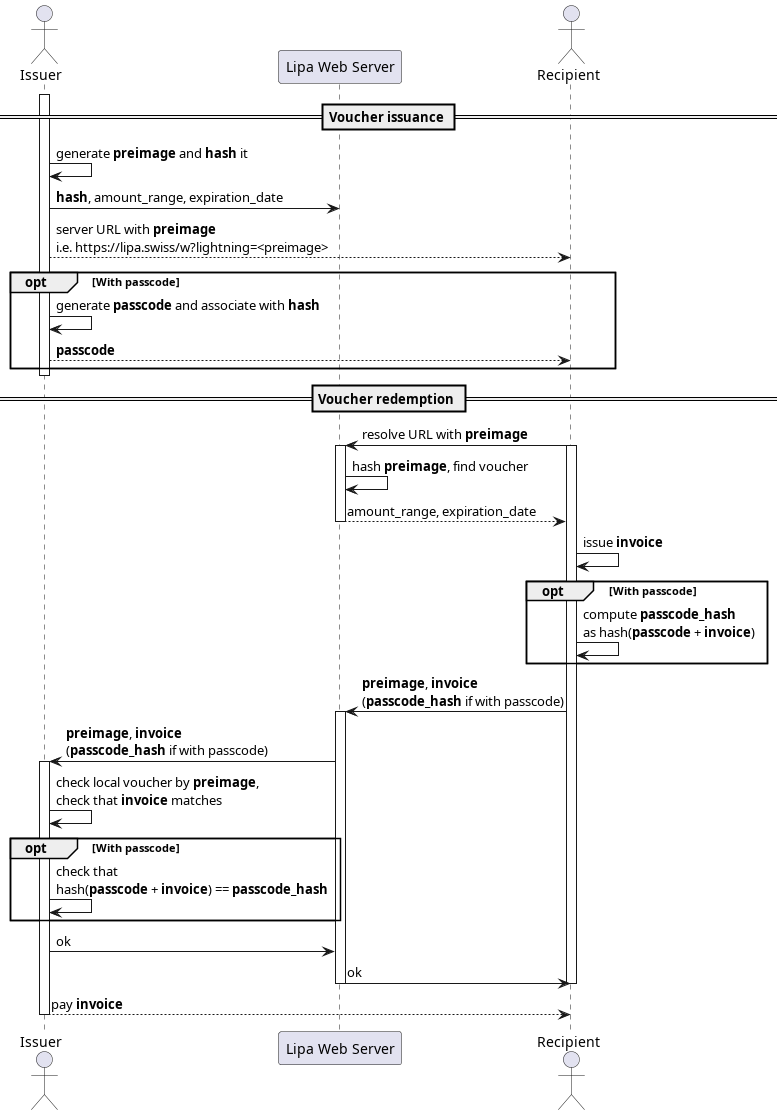 Issuer
Lipa Web Server
Recipient
Voucher issuance
generate preimage and hash it
hash, amount_range, expiration_date
server URL with preimage
i.e. https://lipa.swiss/w?lightning=<preimage>
opt [With passcode]
generate passcode and associate with hash
passcode
Voucher redemption
resolve URL with preimage
hash preimage, find voucher
amount_range, expiration_date
issue invoice
opt [With passcode]
compute passcode_hash
as hash(passcode + invoice)
preimage, invoice
(passcode_hash if with passcode)
preimage, invoice
(passcode_hash if with passcode)
check local voucher by preimage,
check that invoice matches
opt [With passcode]
check that
hash(passcode + invoice) == passcode_hash
ok
ok
pay invoice
Issuer
Lipa Web Server
Recipient